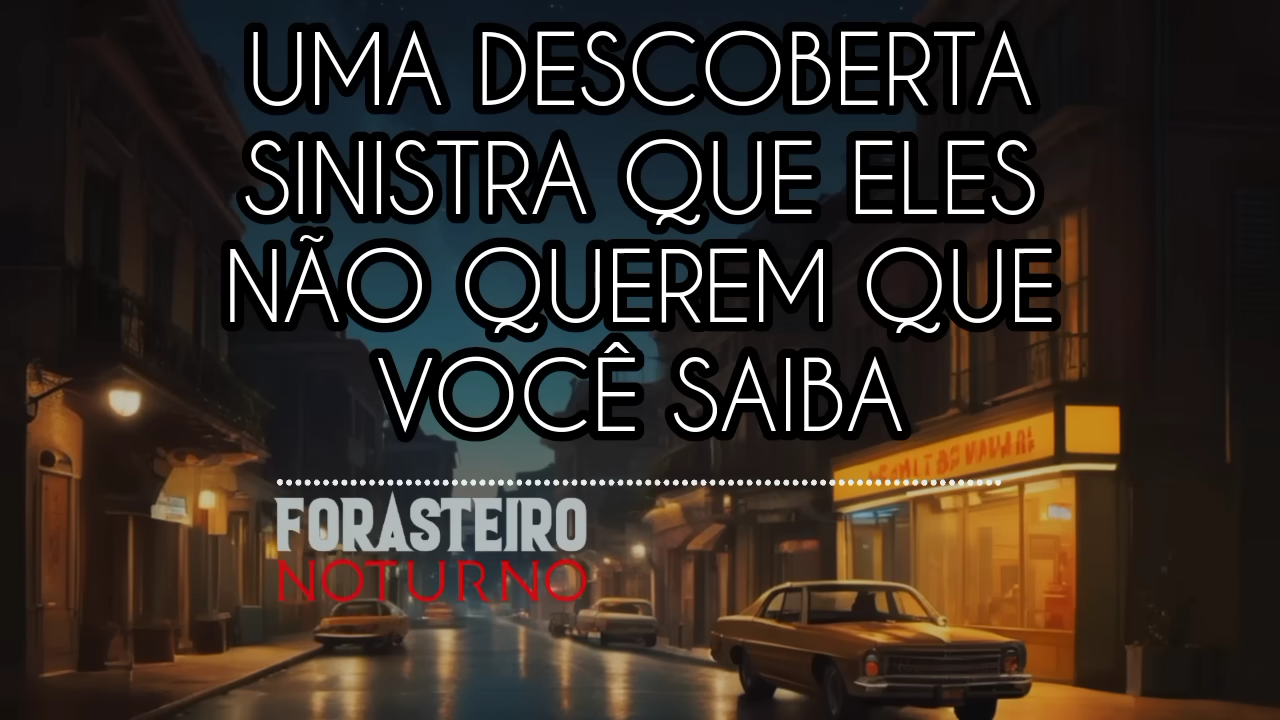 UMA DESCOBERTA
SINISTRA QUE ELES
NÃO QUEREM QUE
VOCÊ SAIBA
FORASTEIRO
NOTURNO